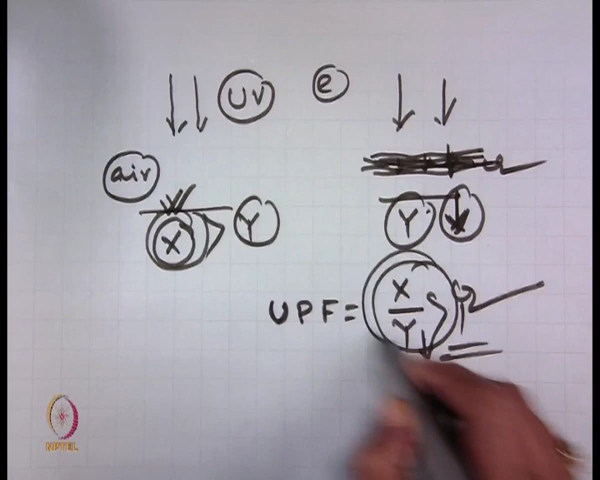 UV e
air
X > Y Y
UPF = X
Y
NPTEL